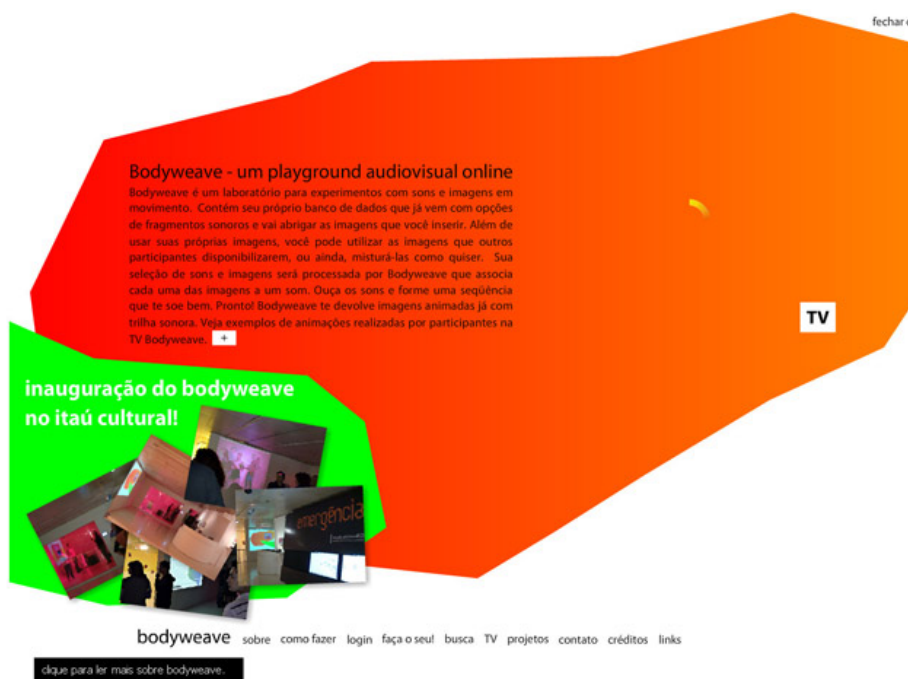 fechar
Bodyweave - um playground audiovisual online
Bodyweave é um laboratório para experimentos com sons e imagens em
movimento. Contém seu próprio banco de dados que já vem com opções
de fragmentos sonoros e vai abrigar as imagens que você inserir. Além de
usar suas próprias imagens, você pode utilizar as imagens que outros
participantes disponibilizarem, ou ainda, misturá-las como quiser. Sua
seleção de sons e imagens será processada por Bodyweave que associa
cada uma das imagens a um som. Ouça os sons e forme uma seqüência
que te soe bem. Pronto! Bodyweave te devolve imagens animadas já com
trilha sonora. Veja exemplos de animações realizadas por participantes na
TV Bodyweave. +
TV
inauguração do bodyweave
no itaú cultural!
emergência
bodyweave sobre como fazer login faça o seu! busca TV projetos contato créditos links
clique para ler mais sobre bodyweave.